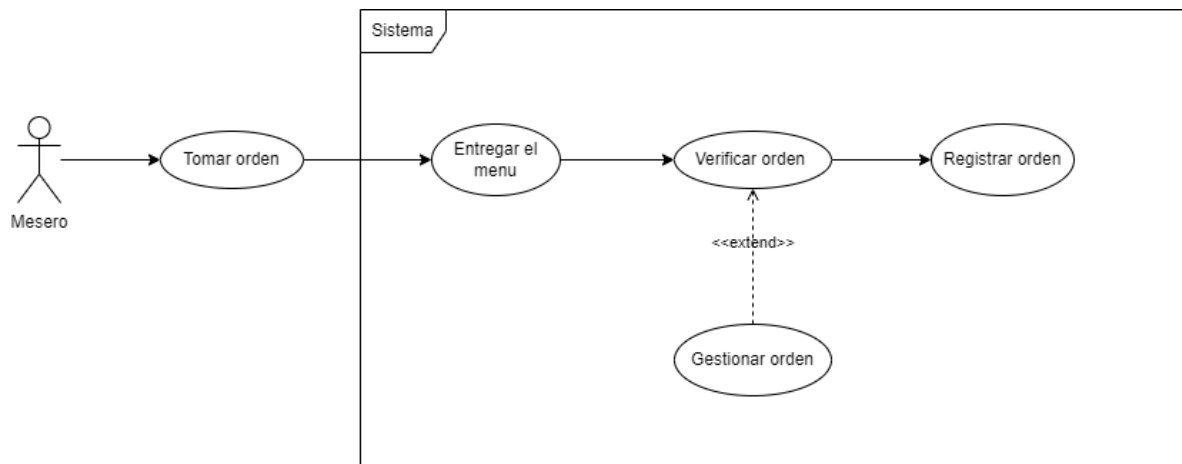 Sistema
Tomar orden
Entregar el
menu
Verificar orden
Registrar orden
Mesero
<<extend>>
Gestionar orden